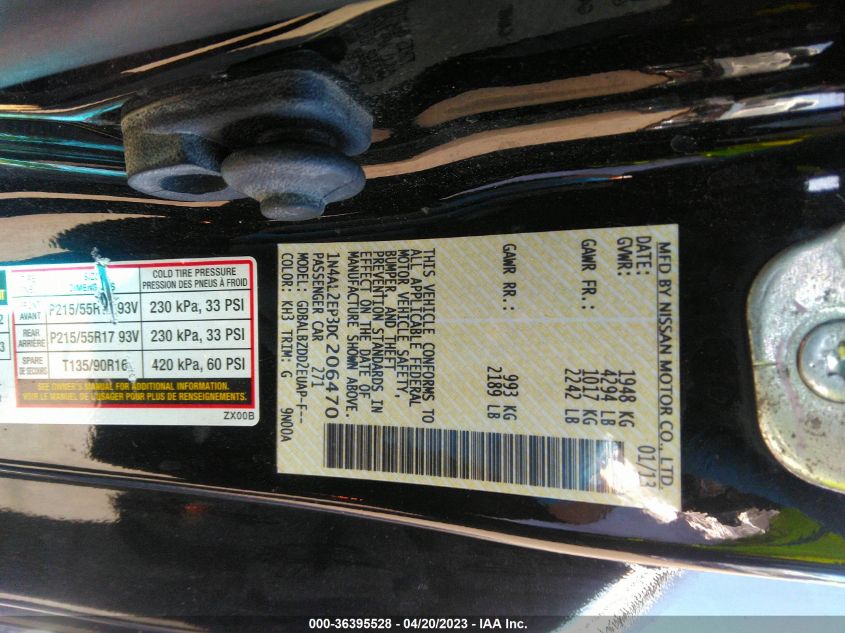 MFD BY NISSAN MOTOR CO., LTD
DATE: 01/13
GVWR: 1948 KG
4294 LB
GAWR FR.: 1017 KG
2242 LB
GAWR RR.: 993 KG
2189 LB
THIS VEHICLE CONFORMS TO
ALL APPLICABLE FEDERAL
MOTOR VEHICLE SAFETY,
BUMPER, AND THEFT
PREVENTION STANDARDS IN
EFFECT ON THE DATE OF
MANUFACTURE SHOWN ABOVE.
1N4AL2EP3DC206470
PASSENGER CAR 271
MODEL: GDBALBZDD2EUAP-F--
COLOR: KH3 TRIM: G 9N00A
COLD TIRE PRESSURE
DIMENSIONS PRESSION DES PNEUS À FROID
AVANT P215/55R17 93V 230 kPa, 33 PSI
REAR
ARRIÈRE P215/55R17 93V 230 kPa, 33 PSI
SPARE
DE SECOURS T135/90R16 420 kPa, 60 PSI
SEE OWNER'S MANUAL FOR ADDITIONAL INFORMATION.
VOIR LE MANUEL DE L'USAGER POUR PLUS DE RENSEIGNEMENTS.
ZX00B
000-36395528 - 04/20/2023 - IAA Inc.